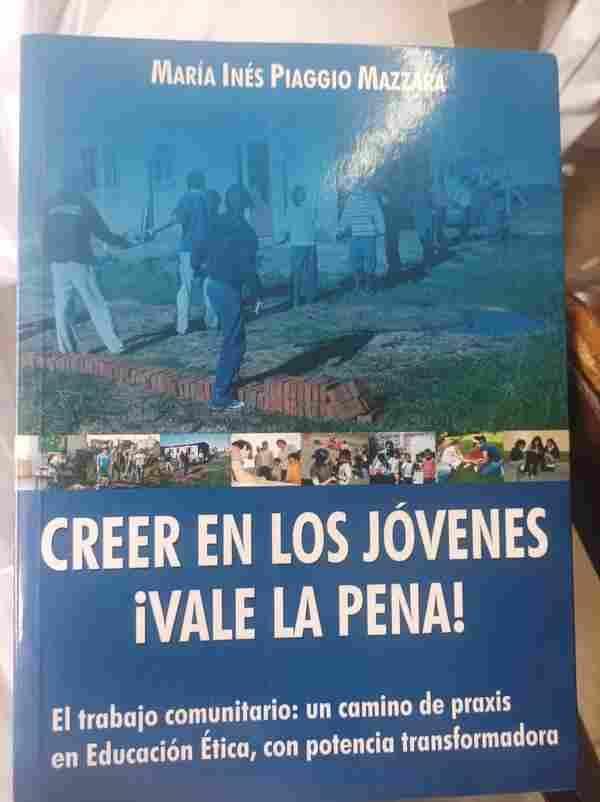 MARÍA INÉS PIAGGIO MAZZARA
CREER EN LOS JÓVENES
¡VALE LA PENA!
El trabajo comunitario: un camino de praxis
en Educación Ética, con potencia transformadora